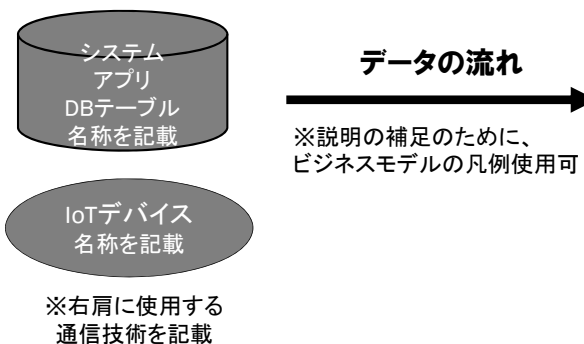 システム
アプリ
DBテーブル
名称を記載
データの流れ
※説明の補足のために、
ビジネスモデルの凡例使用可
IoTデバイス
名称を記載
※右肩に使用する
通信技術を記載